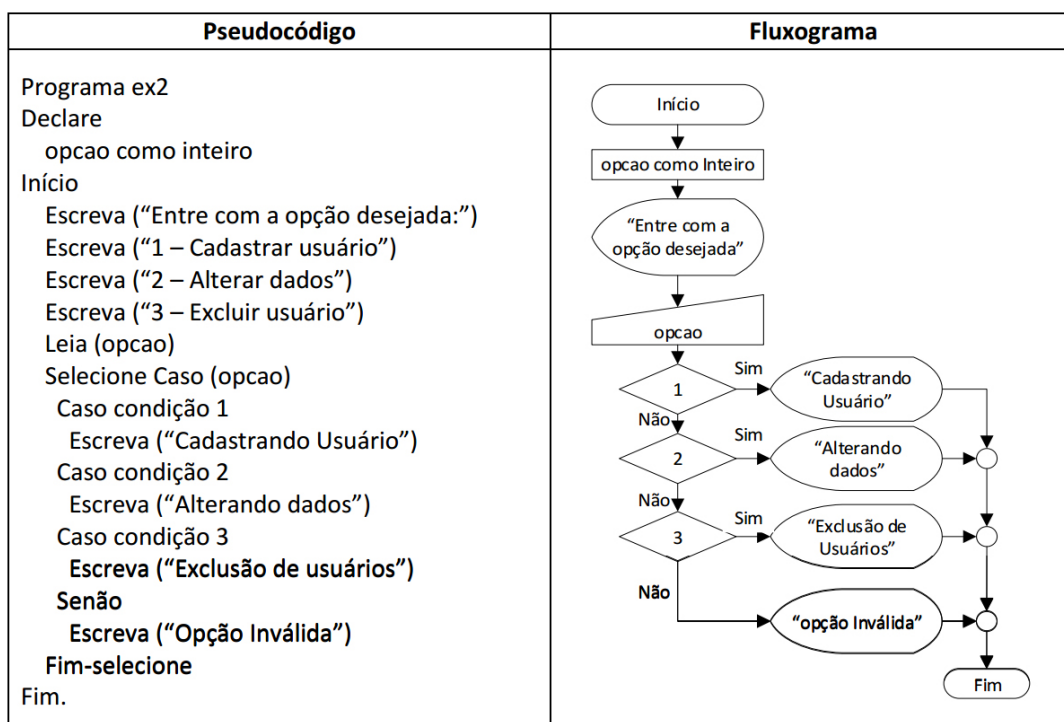 Pseudocódigo
Fluxograma
Programa ex2
Declare
opcao como inteiro
Início
Escreva (“Entre com a opção desejada:”)
Escreva (“1 – Cadastrar usuário”)
Escreva (“2 – Alterar dados”)
Escreva (“3 – Excluir usuário”)
Leia (opcao)
Selecione Caso (opcao)
Caso condição 1
Escreva (“Cadastrando Usuário”)
Caso condição 2
Escreva (“Alterando dados”)
Caso condição 3
Escreva (“Exclusão de usuários”)
Senão
Escreva (“Opção Inválida”)
Fim-selecione
Fim.
Início
opcao como Inteiro
“Entre com a
opção desejada”
opcao
1
Sim
“Cadastrando
Usuário”
Não
2
Sim
“Alterando
dados”
Não
3
Sim
“Exclusão de
Usuários”
Não
“opção Inválida”
Fim